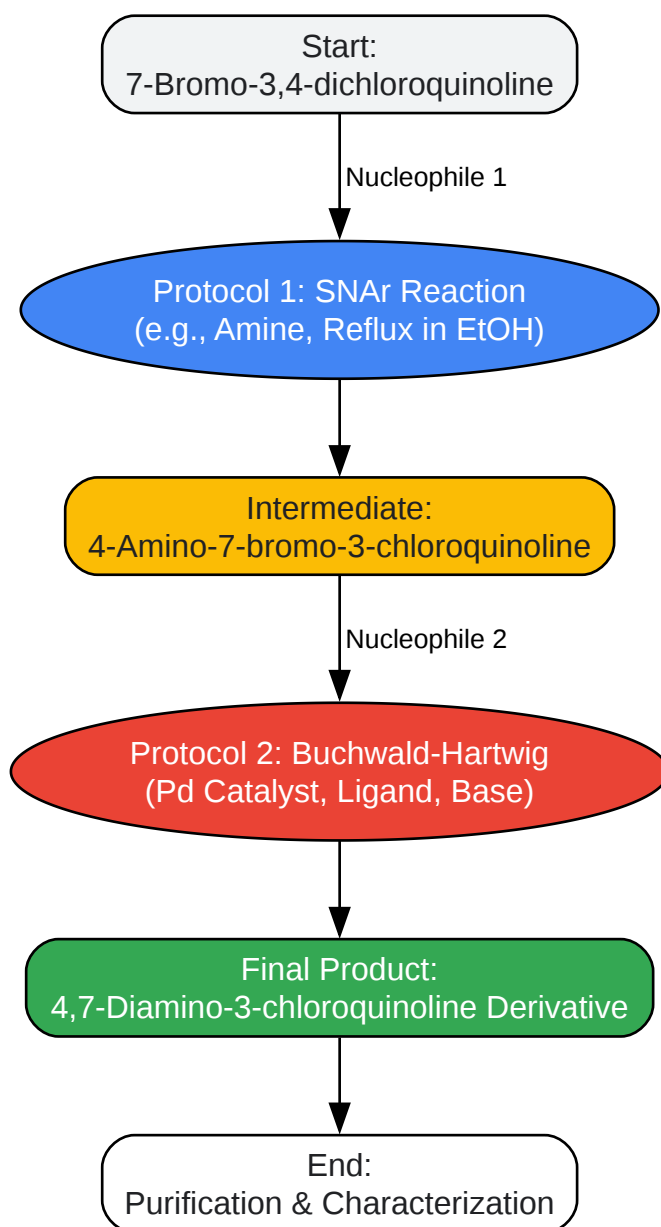 Start:
7-Bromo-3,4-dichloroquinoline
Nucleophile 1
Protocol 1: SNAr Reaction
(e.g., Amine, Reflux in EtOH)
Intermediate:
4-Amino-7-bromo-3-chloroquinoline
Nucleophile 2
Protocol 2: Buchwald-Hartwig
(Pd Catalyst, Ligand, Base)
Final Product:
4,7-Diamino-3-chloroquinoline Derivative
End:
Purification & Characterization